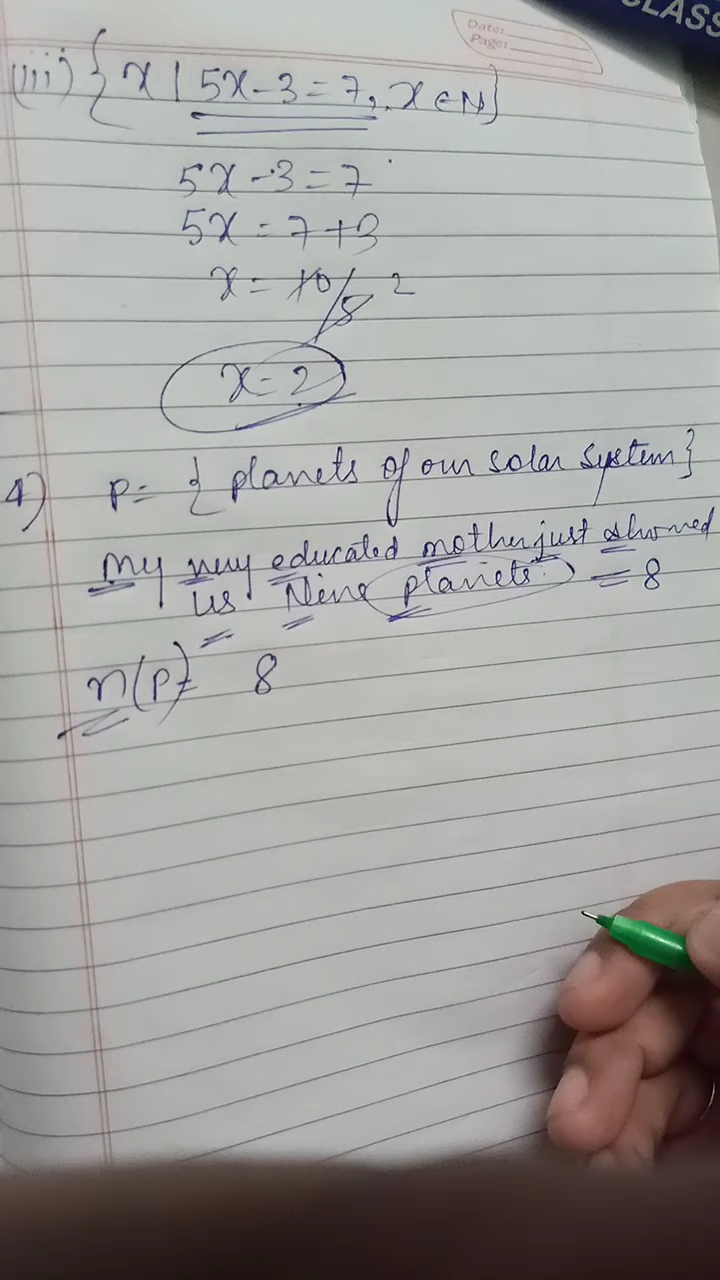 CLASS
Date:
Page:
(iii) { x | 5x - 3 = 7, x ∈ N}
5x - 3 = 7
5x = 7 + 3
x = 10/5 2
x = 2
4) P = { planets of our solar system }
My very educated mother just showed
us Nine planets = 8
n(P) = 8